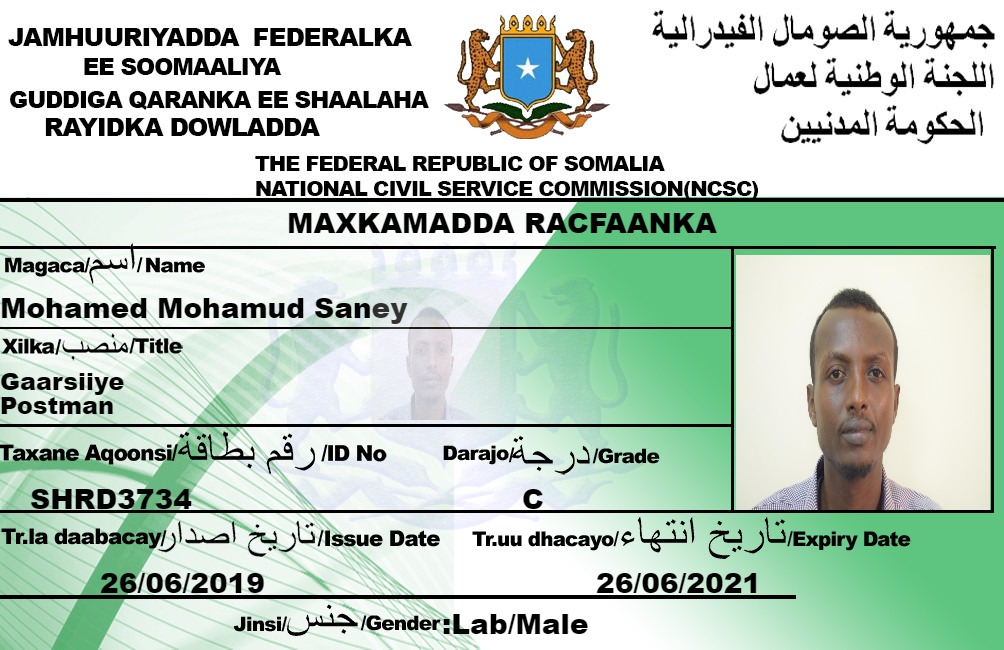 JAMHUURIYADDA FEDERALKA
EE SOOMAALIYA
GUDDIGA QARANKA EE SHAALAHA
RAYIDKA DOWLADDA
جمهورية الصومال الفيدرالية
اللجنة الوطنية لعمال
الحكومة المدنيين
THE FEDERAL REPUBLIC OF SOMALIA
NATIONAL CIVIL SERVICE COMMISSION(NCSC)
MAXKAMADDA RACFAANKA
Magaca/اسم/Name
Mohamed Mohamud Saney
Xilka/منصب/Title
Gaarsiiye
Postman
Taxane Aqoonsi/رقم بطاقة/ID No
SHRD3734
Darajo/درجة/Grade
C
Tr.la daabacay/تاريخ اصدار/Issue Date
26/06/2019
Tr.uu dhacayo/تاريخ انتهاء/Expiry Date
26/06/2021
Jinsi/جنس/Gender:Lab/Male